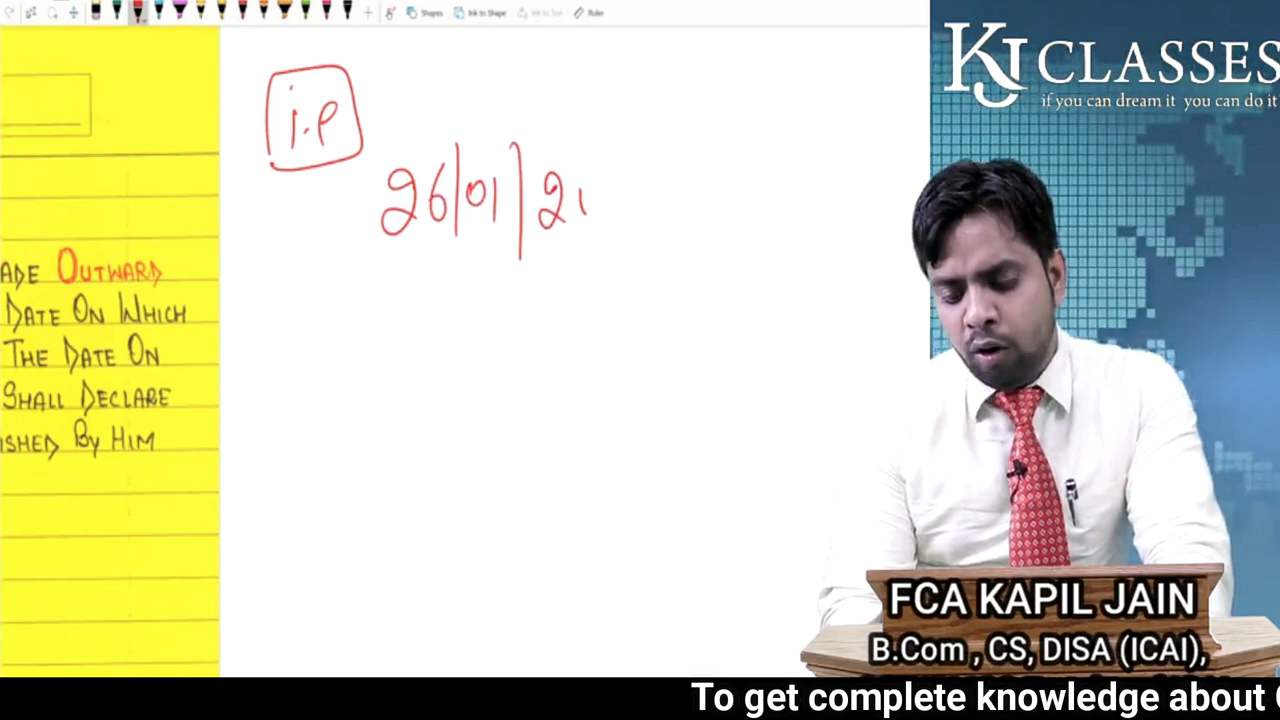 KJ CLASSES
if you can dream it you can do it
i.e
26/01/21
ADE OUTWARD
DATE ON WHICH
THE DATE ON
SHALL DECLARE
ISHED By HIM
FCA KAPIL JAIN
B.Com , CS, DISA (ICAI),
To get complete knowledge about
Shapes
Ink to Shape
Ink to Text
Ruler